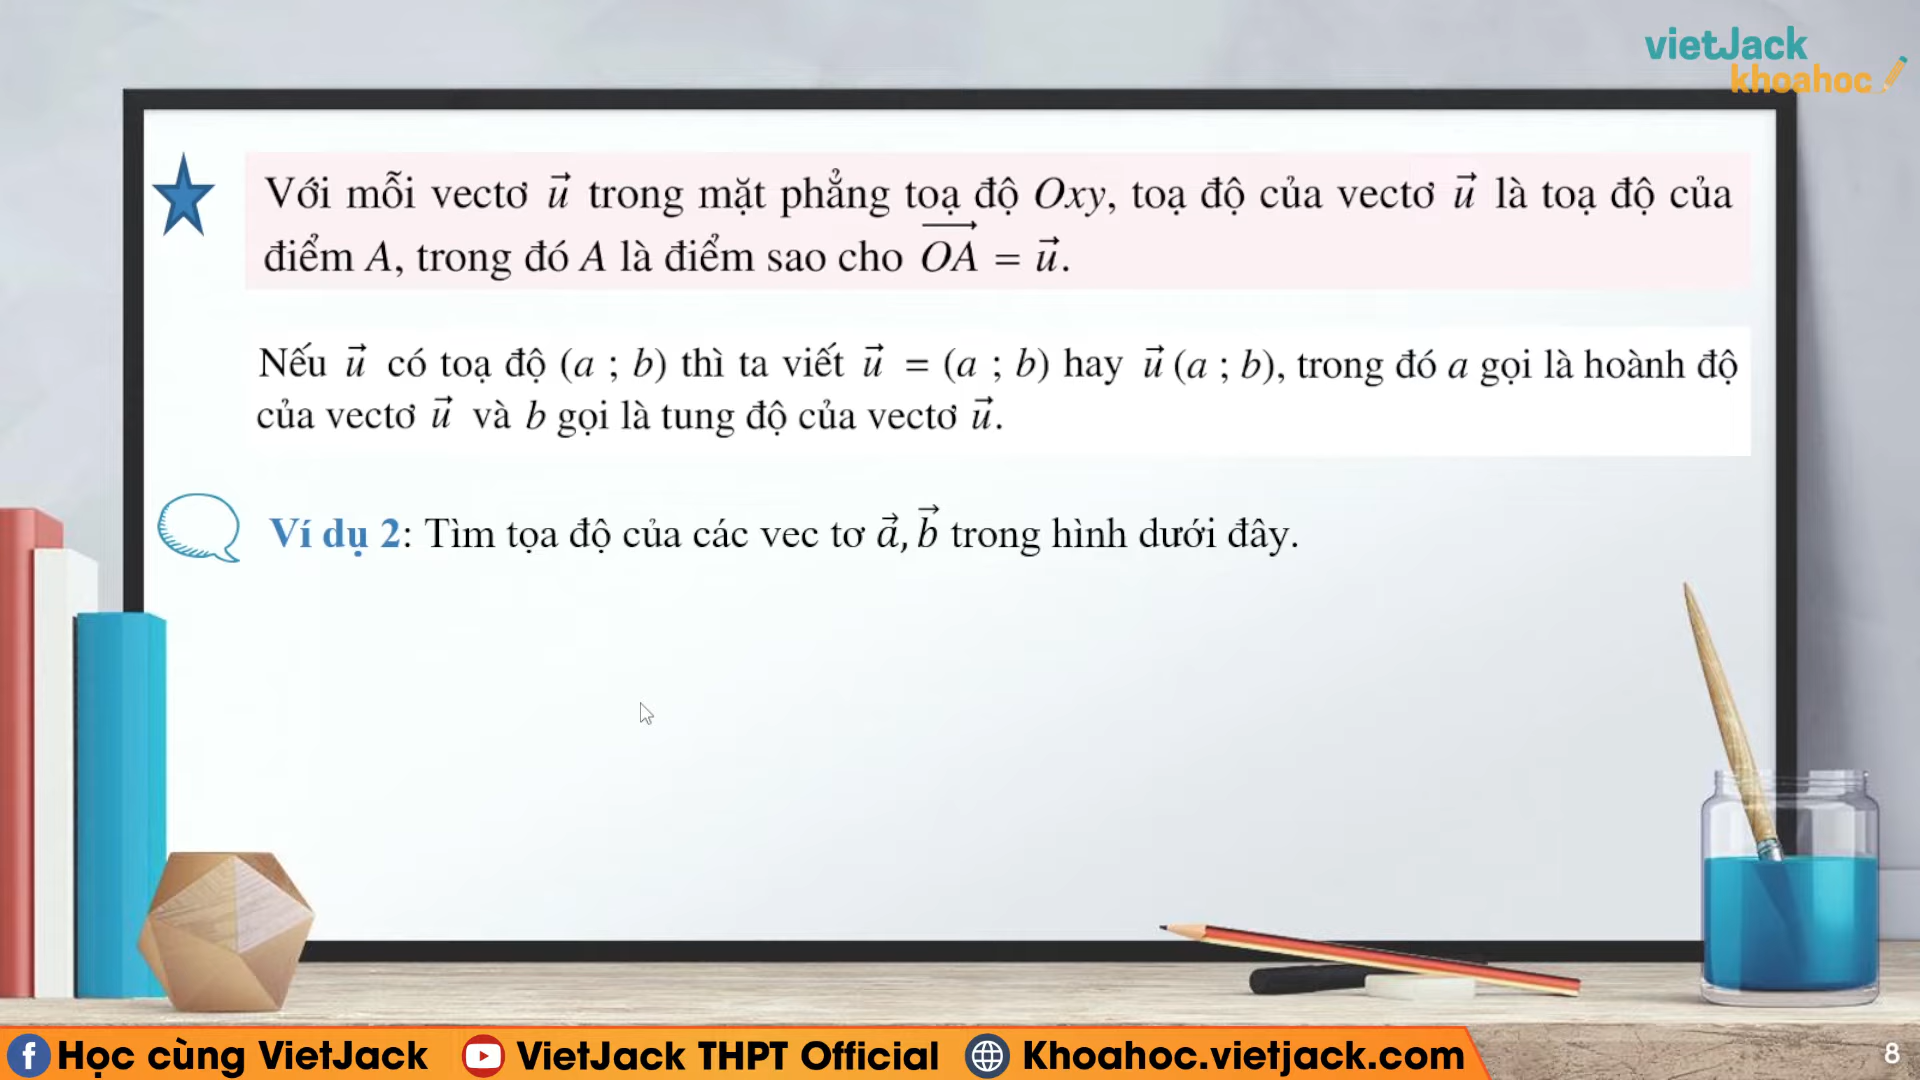 vietJack
khoahoc
Với mỗi vectơ u⃗ trong mặt phẳng toạ độ Oxy, toạ độ của vectơ u⃗ là toạ độ của
điểm A, trong đó A là điểm sao cho \overrightarrow{OA} = u⃗.
Nếu u⃗ có toạ độ (a ; b) thì ta viết u⃗ = (a ; b) hay u⃗ (a ; b), trong đó a gọi là hoành độ
của vectơ u⃗ và b gọi là tung độ của vectơ u⃗.
Ví dụ 2: Tìm tọa độ của các vec tơ a⃗, b⃗ trong hình dưới đây.
Học cùng VietJack VietJack THPT Official Khoahoc.vietjack.com
8